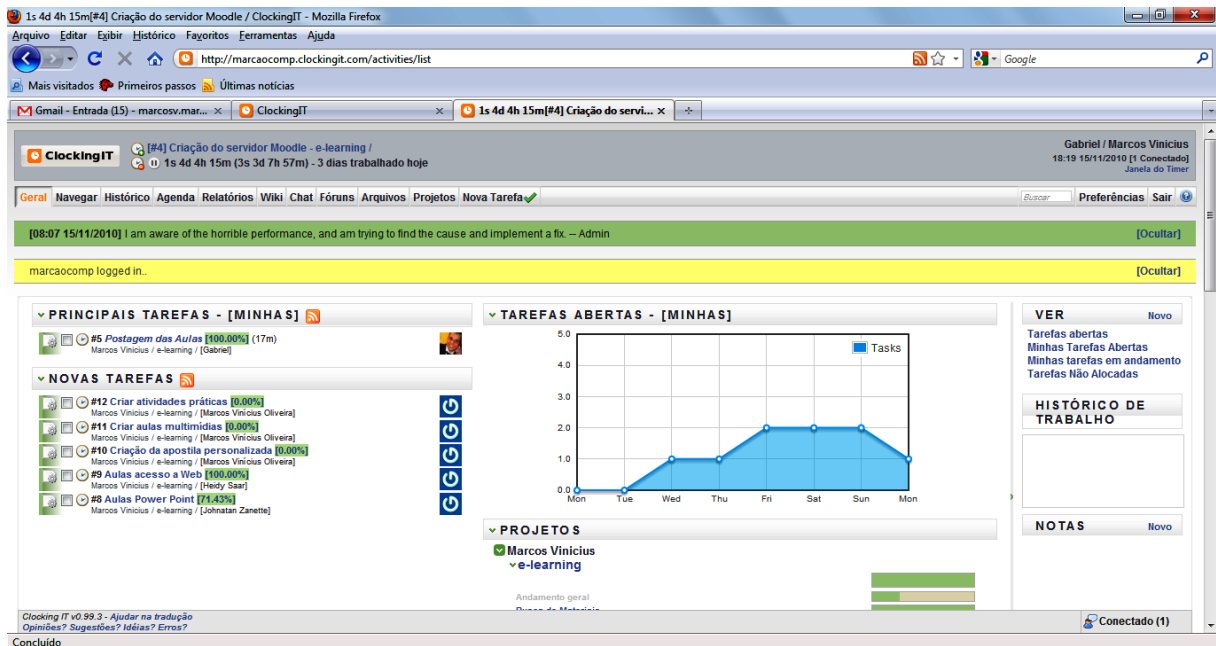 1s 4d 4h 15m[#4] Criação do servidor Moodle / ClockingIT - Mozilla Firefox
Arquivo Editar Exibir Histórico Favoritos Ferramentas Ajuda
http://marcaocomp.clockingit.com/activities/list
Google
Mais visitados Primeiros passos Últimas notícias
Gmail - Entrada (15) - marcosv.mar... ClockingIT 1s 4d 4h 15m[#4] Criação do servi...
ClockingIT
[#4] Criação do servidor Moodle - e-learning /
1s 4d 4h 15m (3s 3d 7h 57m) - 3 dias trabalhado hoje
Gabriel / Marcos Vinicius
18:19 15/11/2010 [1 Conectado]
Janela do Timer
Geral Navegar Histórico Agenda Relatórios Wiki Chat Fóruns Arquivos Projetos Nova Tarefa
Buscar Preferências Sair
[08:07 15/11/2010] I am aware of the horrible performance, and am trying to find the cause and implement a fix. -- Admin [Ocultar]
marcaocomp logged in.. [Ocultar]
PRINCIPAIS TAREFAS - [MINHAS]
#5 Postagem das Aulas [100.00%] (17m)
Marcos Vinicius / e-learning / [Gabriel]
NOVAS TAREFAS
#12 Criar atividades práticas [0.00%]
Marcos Vinicius / e-learning / [Marcos Vinícius Oliveira]
#11 Criar aulas multimídias [0.00%]
Marcos Vinicius / e-learning / [Marcos Vinícius Oliveira]
#10 Criação da apostila personalizada [0.00%]
Marcos Vinicius / e-learning / [Marcos Vinícius Oliveira]
#9 Aulas acesso a Web [100.00%]
Marcos Vinicius / e-learning / [Heidy Saar]
#8 Aulas Power Point [71.43%]
Marcos Vinicius / e-learning / [Johnatan Zanette]
TAREFAS ABERTAS - [MINHAS]
5.0
4.0
3.0
2.0
1.0
0.0
Tasks
Mon Tue Wed Thu Fri Sat Sun Mon
PROJETOS
Marcos Vinicius
e-learning
Andamento geral
VER Novo
Tarefas abertas
Minhas Tarefas Abertas
Minhas tarefas em andamento
Tarefas Não Alocadas
HISTÓRICO DE
TRABALHO
NOTAS Novo
Clocking IT v0.99.3 - Ajudar na tradução
Opiniões? Sugestões? Idéias? Erros?
Conectado (1)
Concluído